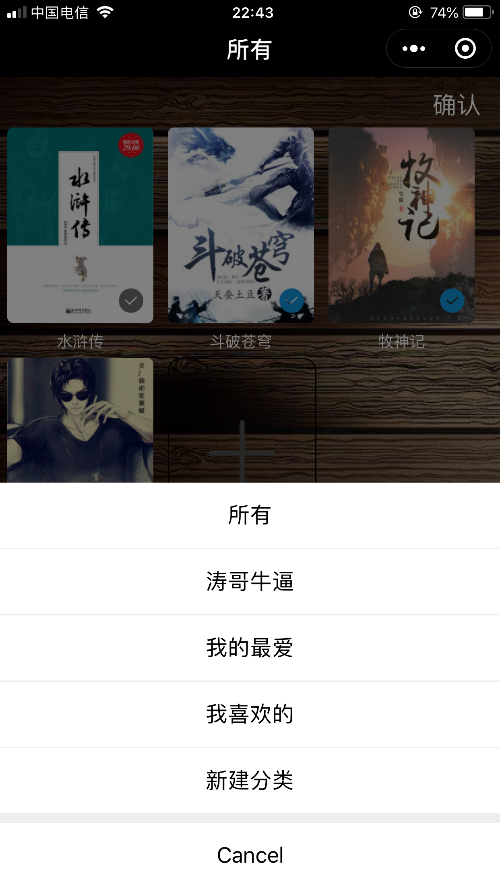 中国电信 22:43 74%
所有
确认
水浒传
斗破苍穹
天蚕土豆
牧神记
水浒传 斗破苍穹 牧神记
所有
涛哥牛逼
我的最爱
我喜欢的
新建分类
Cancel